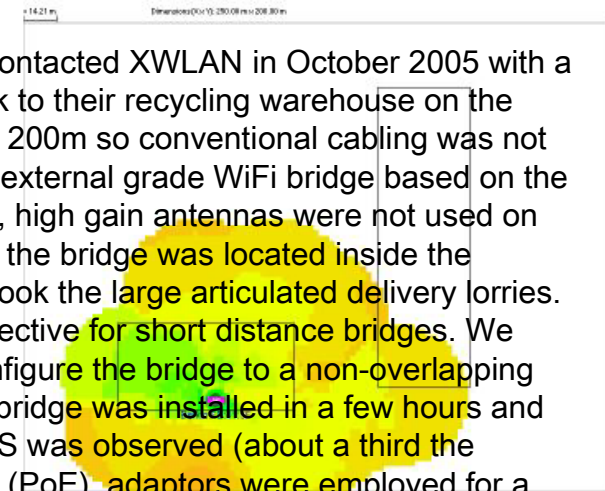 14.21 m
Dimensions(X x Y): 250.00 m x 200.00 m
ontacted XWLAN in October 2005 with a
k to their recycling warehouse on the
200m so conventional cabling was not
external grade WiFi bridge based on the
, high gain antennas were not used on
the bridge was located inside the
ook the large articulated delivery lorries.
ective for short distance bridges. We
nfigure the bridge to a non-overlapping
bridge was installed in a few hours and
S was observed (about a third the
(PoE) adaptors were employed for a